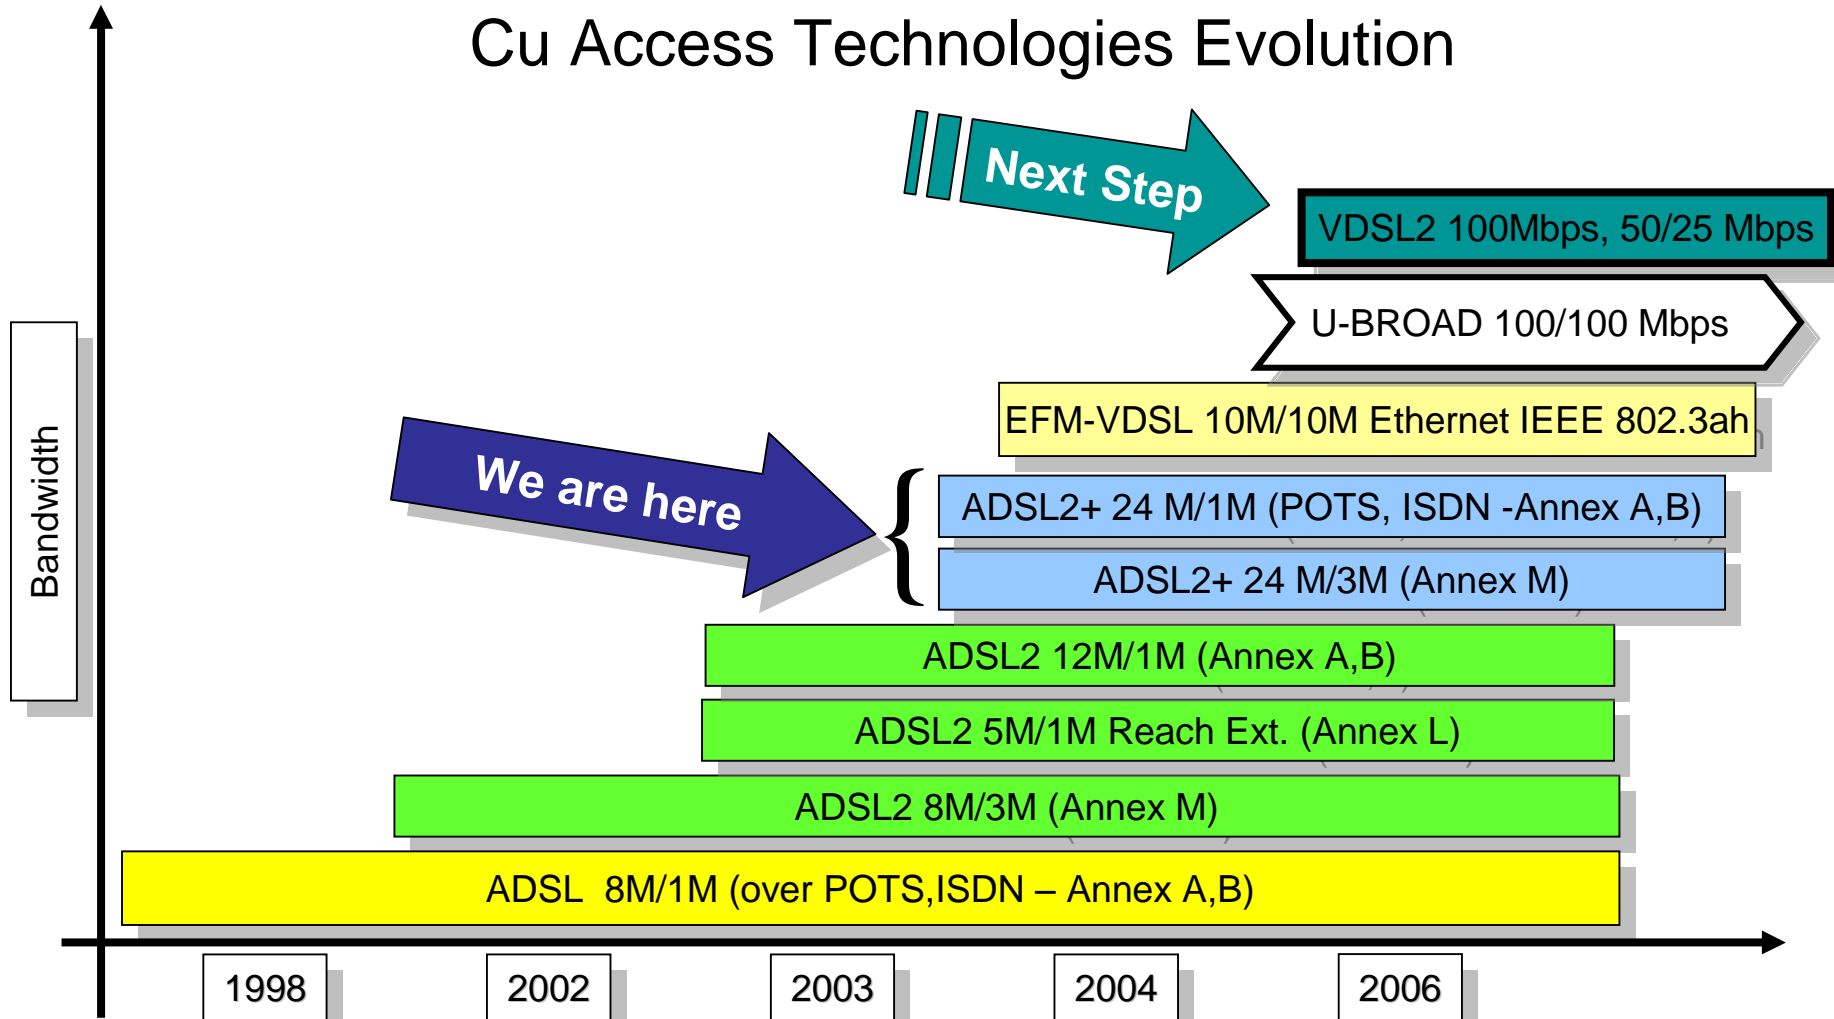 Cu Access Technologies Evolution
Next Step
VDSL2 100Mbps, 50/25 Mbps
U-BROAD 100/100 Mbps
EFM-VDSL 10M/10M Ethernet IEEE 802.3ah
We are here
ADSL2+ 24 M/1M (POTS, ISDN -Annex A,B)
Bandwidth
ADSL2+ 24 M/3M (Annex M)
ADSL2 12M/1M (Annex A,B)
ADSL2 5M/1M Reach Ext. (Annex L)
ADSL2 8M/3M (Annex M)
ADSL  8M/1M (over POTS,ISDN – Annex A,B)
1998 2002 2003 2004 2006